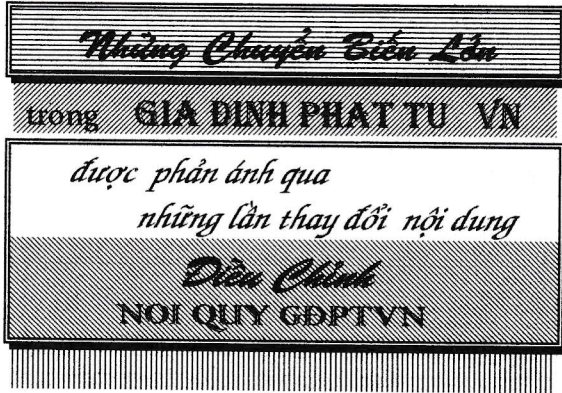 Những Chuyển Biến Lớn
trong GIA ĐINH PHAT TU VN
được phản ánh qua
những lần thay đổi nội dung
Điều Chỉnh
NOI QUY GĐPTVN